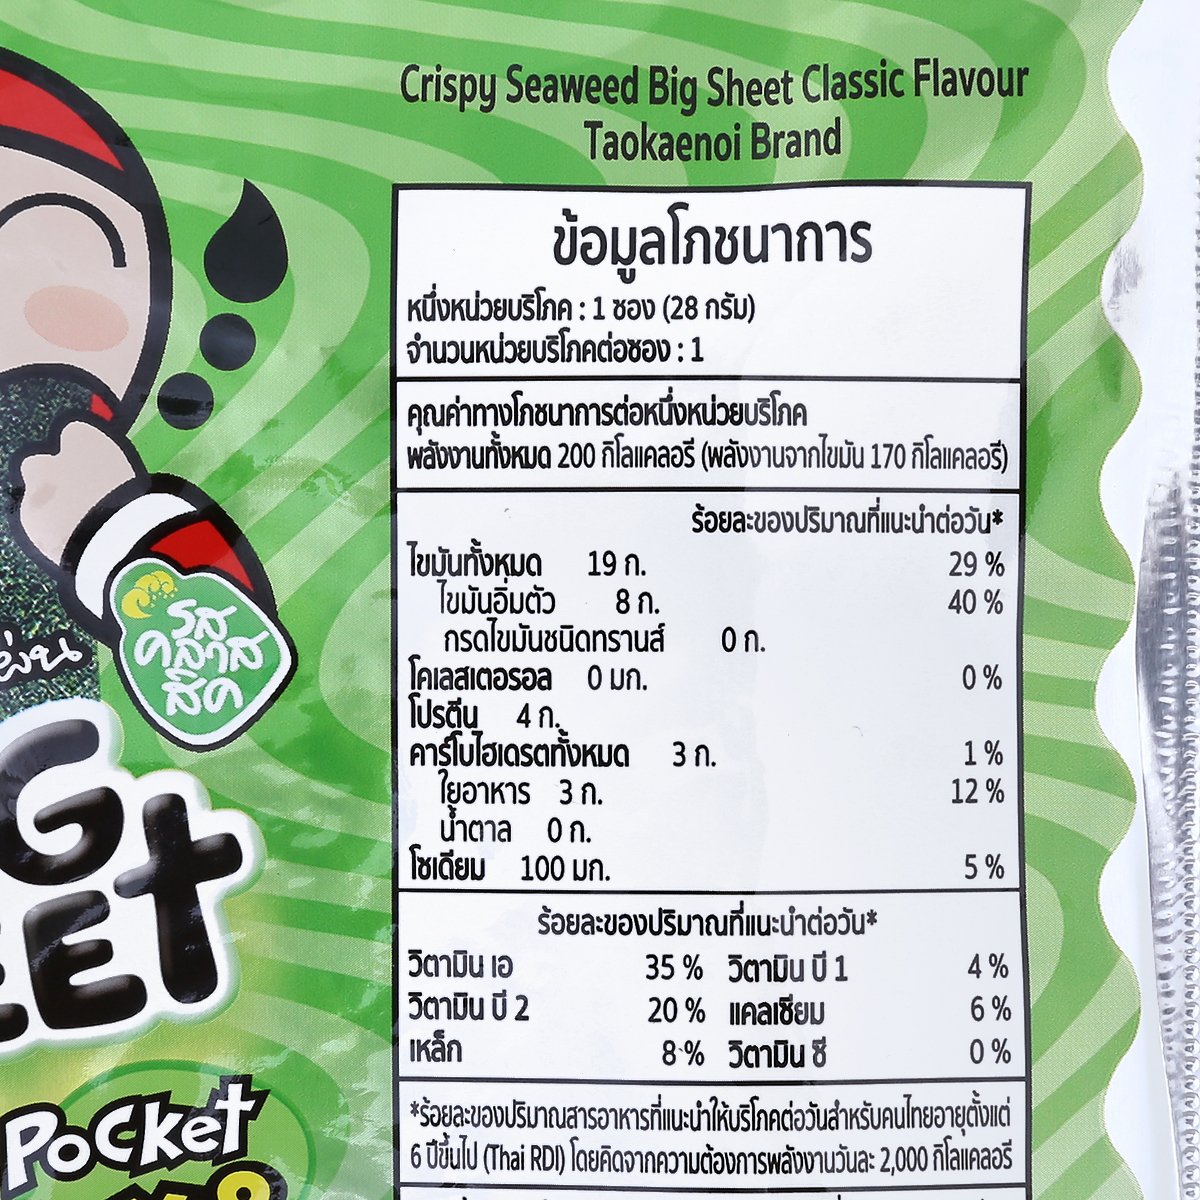 Crispy Seaweed Big Sheet Classic Flavour
Taokaenoi Brand
ข้อมูลโภชนาการ
หนึ่งหน่วยบริโภค : 1 ซอง (28 กรัม)
จำนวนหน่วยบริโภคต่อซอง : 1
คุณค่าทางโภชนาการต่อหนึ่งหน่วยบริโภค
พลังงานทั้งหมด 200 กิโลแคลอรี (พลังงานจากไขมัน 170 กิโลแคลอรี)
ร้อยละของปริมาณที่แนะนำต่อวัน*
ไขมันทั้งหมด 19 ก. 29 %
ไขมันอิ่มตัว 8 ก. 40 %
กรดไขมันชนิดทรานส์ 0 ก.
โคเลสเตอรอล 0 มก. 0 %
โปรตีน 4 ก.
คาร์โบไฮเดรตทั้งหมด 3 ก. 1 %
ใยอาหาร 3 ก. 12 %
น้ำตาล 0 ก.
โซเดียม 100 มก. 5 %
ร้อยละของปริมาณที่แนะนำต่อวัน*
วิตามิน เอ 35 % วิตามิน บี 1 4 %
วิตามิน บี 2 20 % แคลเซียม 6 %
เหล็ก 8 % วิตามิน ซี 0 %
*ร้อยละของปริมาณสารอาหารที่แนะนำให้บริโภคต่อวันสำหรับคนไทยอายุตั้งแต่
6 ปีขึ้นไป (Thai RDI) โดยคิดจากความต้องการพลังงานวันละ 2,000 กิโลแคลอรี
รส
คลาส
สิค
Pocket